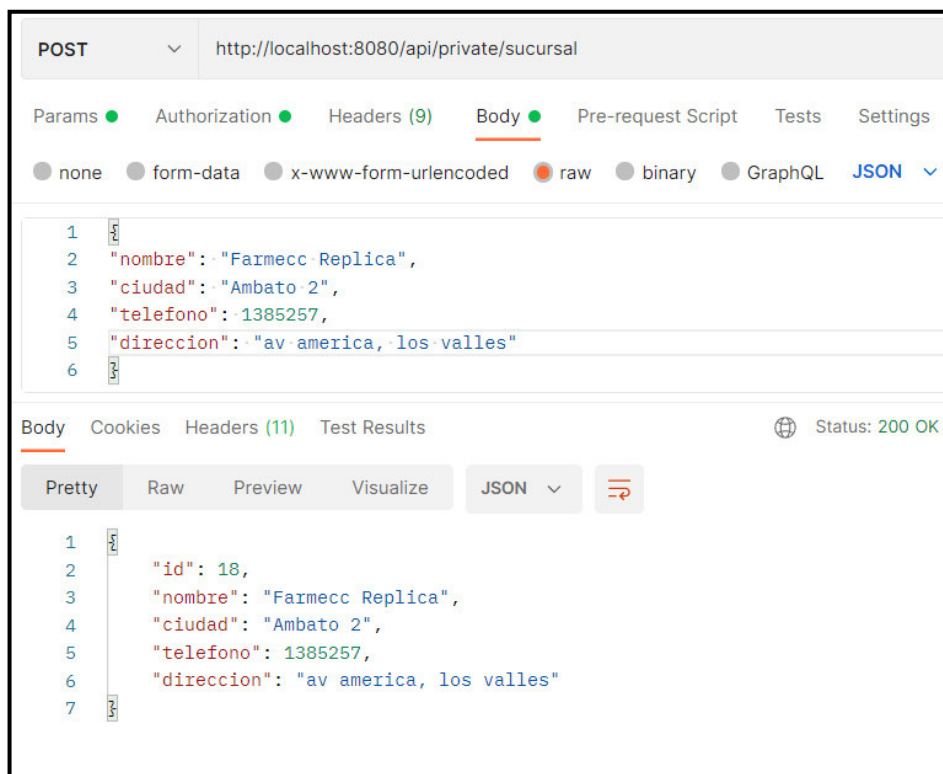 POST http://localhost:8080/api/private/sucursal
Params Authorization Headers (9) Body Pre-request Script Tests Settings
none form-data x-www-form-urlencoded raw binary GraphQL JSON
1 {
2 "nombre": "Farmecc Replica",
3 "ciudad": "Ambato 2",
4 "telefono": 1385257,
5 "direccion": "av america, los valles"
6 }
Body Cookies Headers (11) Test Results Status: 200 OK
Pretty Raw Preview Visualize JSON
1 {
2 "id": 18,
3 "nombre": "Farmecc Replica",
4 "ciudad": "Ambato 2",
5 "telefono": 1385257,
6 "direccion": "av america, los valles"
7 }